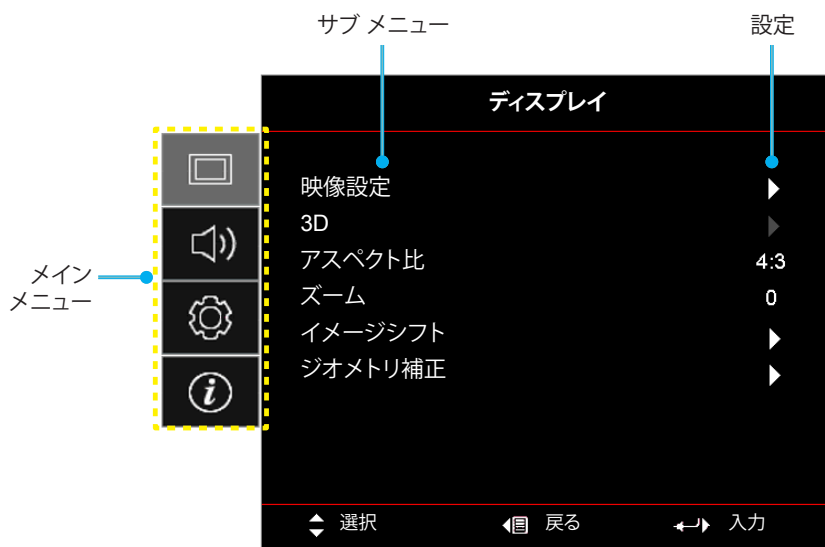 サブ メニュー
設定
ディスプレイ
映像設定
3D
アスペクト比 4:3
ズーム 0
イメージシフト
ジオメトリ補正
メイン
メニュー
選択 戻る 入力